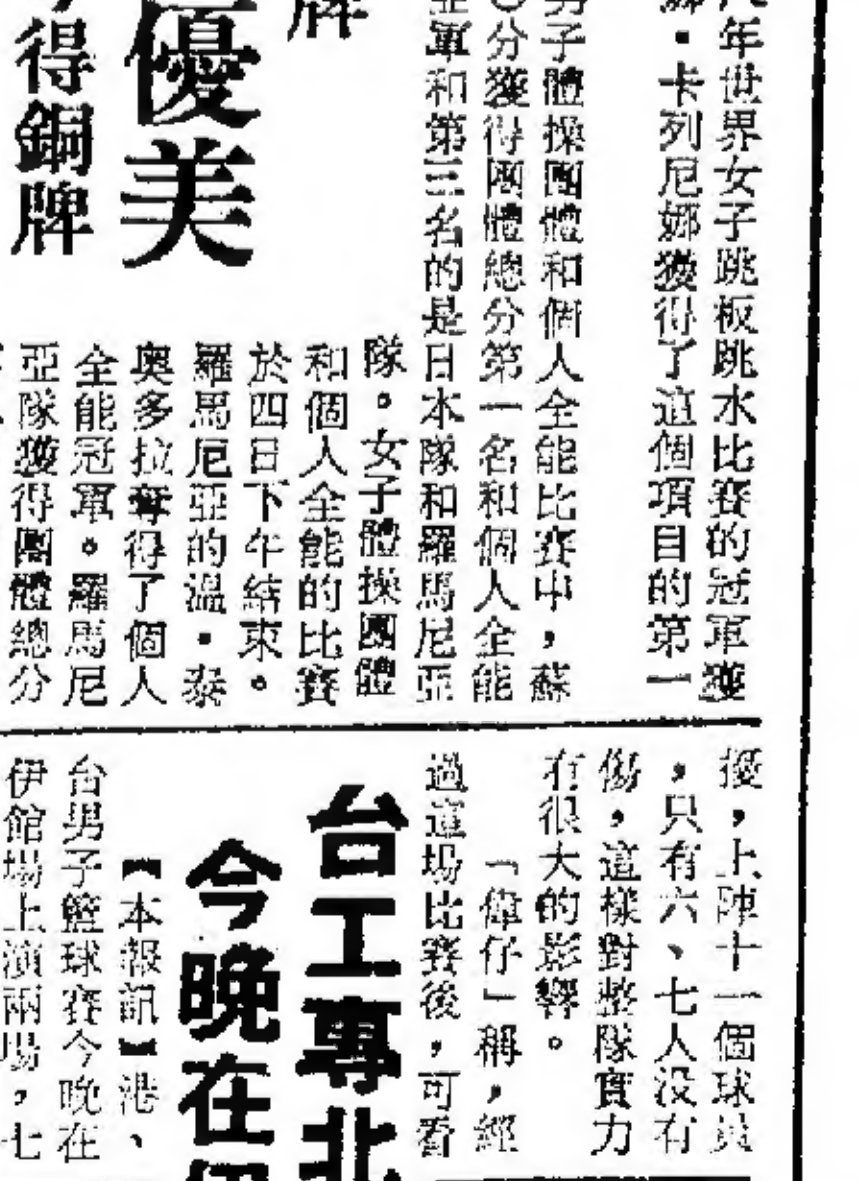 年世界女子跳板跳水比賽的冠軍獲
卡列尼娜獲得了這個項目的第一
男子體操團體和個人全能比賽中，蘇
分獲得團體總分第一名和個人全能
亞軍和第三名的是日本隊和羅馬尼亞
隊。女子體操團體
和個人全能的比賽
於四日下午結束。
羅馬尼亞的溫·泰
奧多拉奪得了個人
全能冠軍。羅馬尼
亞隊獲得團體總分
牌
優美
得銅牌
擾，上陣十一個球員
，只有六、七人没有
傷，這樣對整隊實力
有很大的影響。
「偉仔」稱，經
過這場比賽後，可看
台工專北
今晚在伊
【本報訊】港、
台男子籃球賽今晚在
伊館場上演兩場，七